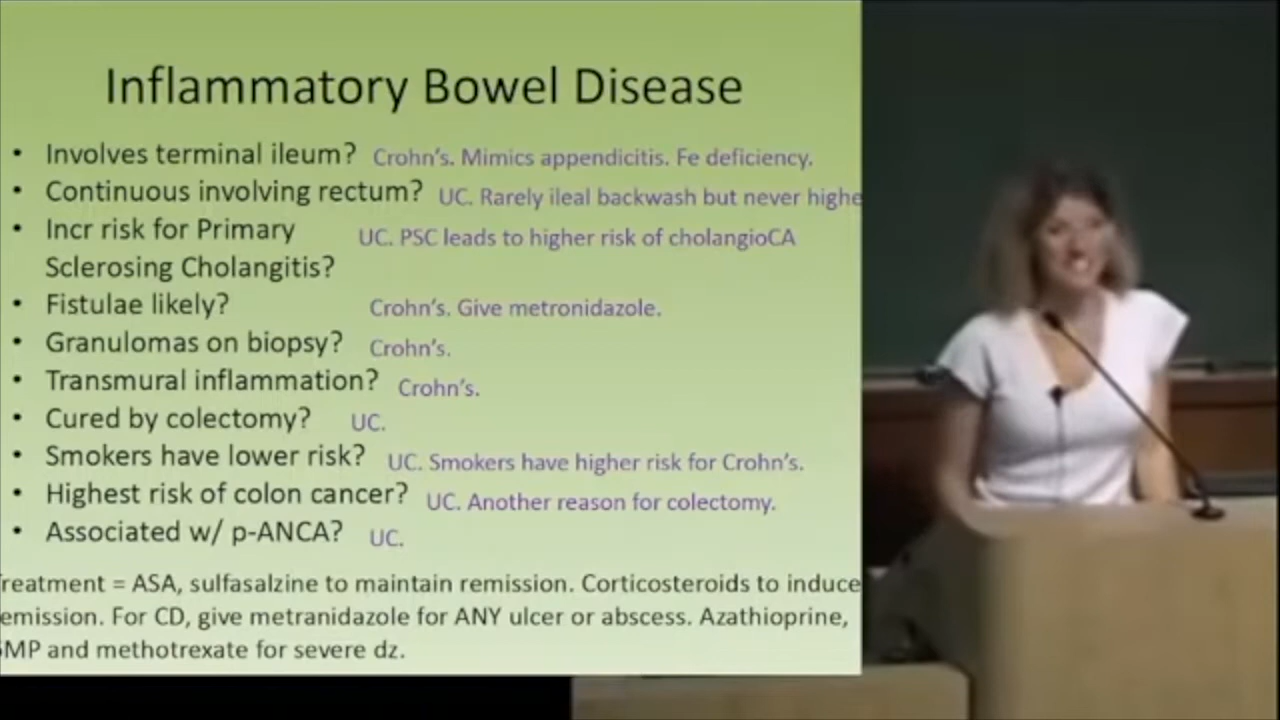 Inflammatory Bowel Disease
• Involves terminal ileum? Crohn's. Mimics appendicitis. Fe deficiency.
• Continuous involving rectum? UC. Rarely ileal backwash but never highe
• Incr risk for Primary UC. PSC leads to higher risk of cholangioCA
Sclerosing Cholangitis?
• Fistulae likely? Crohn's. Give metronidazole.
• Granulomas on biopsy? Crohn's.
• Transmural inflammation? Crohn's.
• Cured by colectomy? UC.
• Smokers have lower risk? UC. Smokers have higher risk for Crohn's.
• Highest risk of colon cancer? UC. Another reason for colectomy.
• Associated w/ p-ANCA? UC.
reatment = ASA, sulfasalzine to maintain remission. Corticosteroids to induce
emission. For CD, give metranidazole for ANY ulcer or abscess. Azathioprine,
6MP and methotrexate for severe dz.